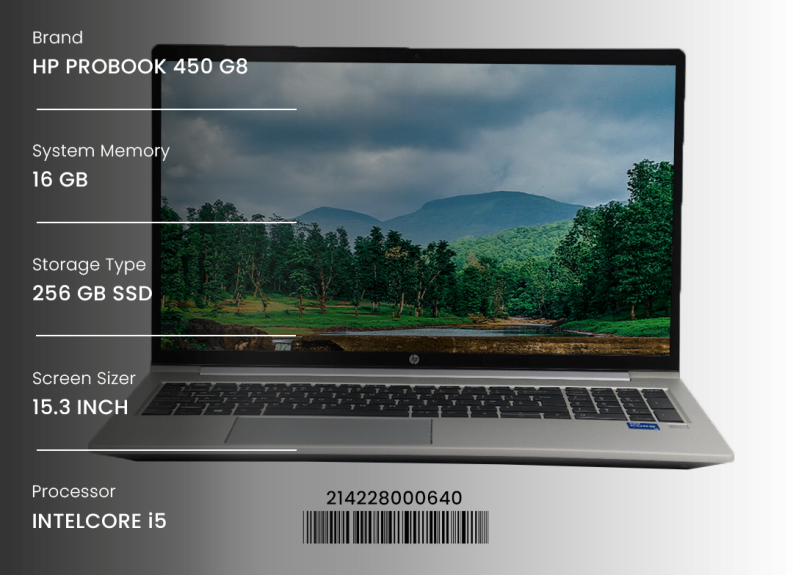 Brand
HP PROBOOK 450 G8
System Memory
16 GB
Storage Type
256 GB SSD
Screen Sizer
15.3 INCH
hp
Processor
INTELCORE i5
214228000640